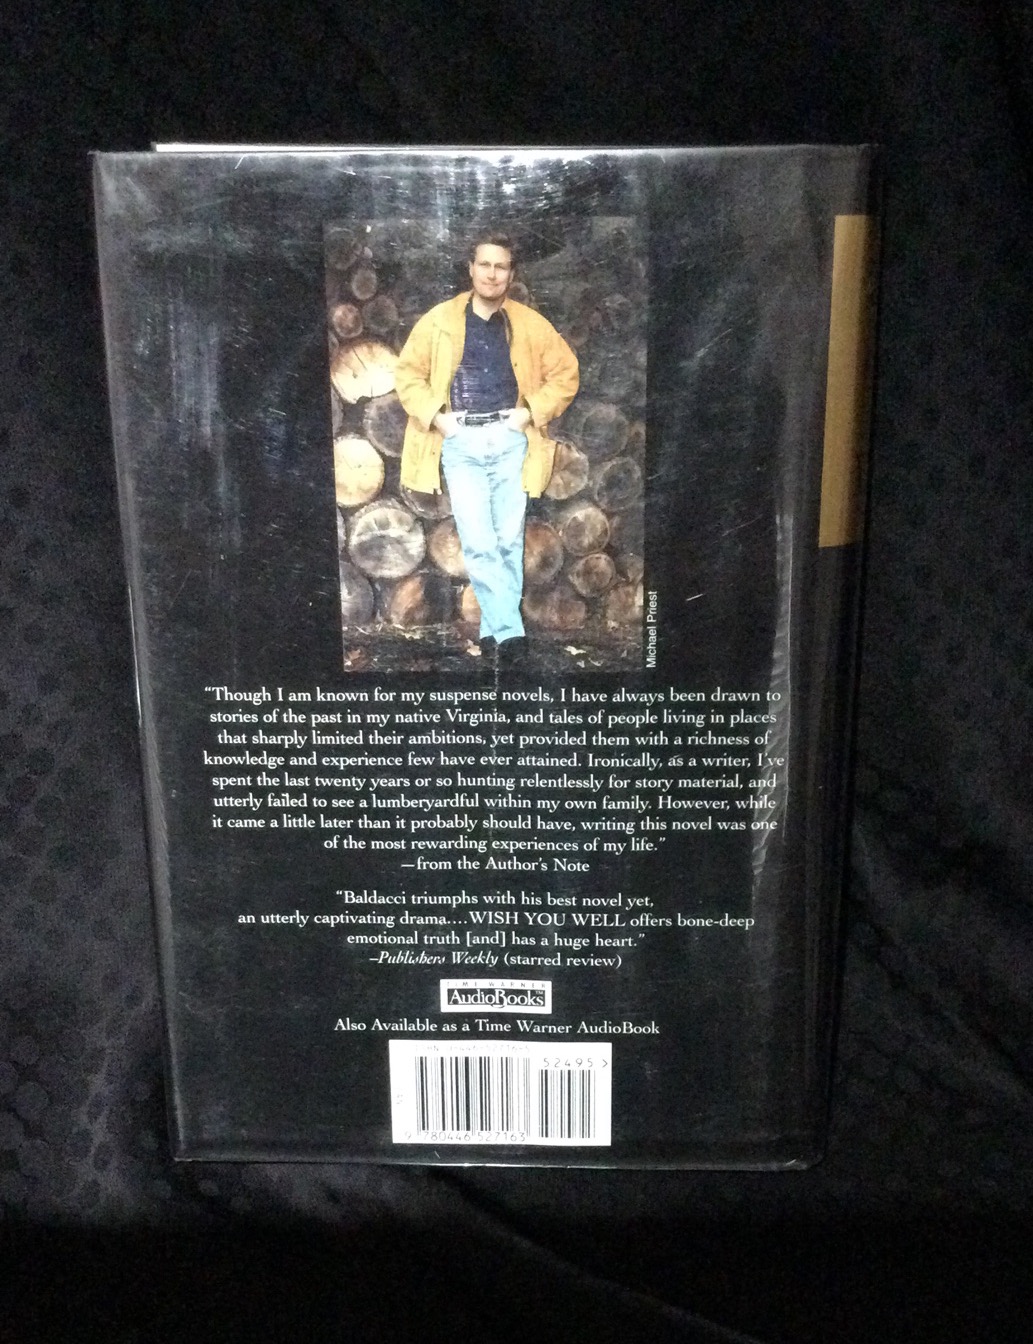 Michael Priest
“Though I am known for my suspense novels, I have always been drawn to
stories of the past in my native Virginia, and tales of people living in places
that sharply limited their ambitions, yet provided them with a richness of
knowledge and experience few have ever attained. Ironically, as a writer, I’ve
spent the last twenty years or so hunting relentlessly for story material, and
utterly failed to see a lumberyardful within my own family. However, while
it came a little later than it probably should have, writing this novel was one
of the most rewarding experiences of my life.”
—from the Author’s Note
“Baldacci triumphs with his best novel yet,
an utterly captivating drama....WISH YOU WELL offers bone-deep
emotional truth [and] has a huge heart.”
–Publishers Weekly (starred review)
TIME WARNER
AudioBooks™
Also Available as a Time Warner AudioBook
52495>
9 780446 527163